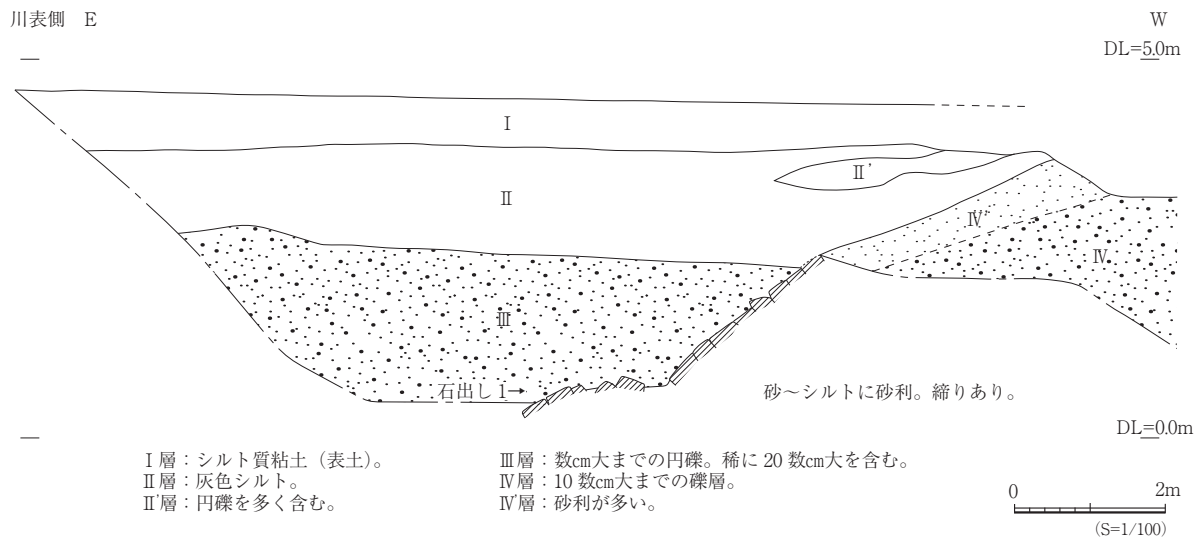 川表側　E
W
DL=5.0m
Ⅰ
Ⅱ'
Ⅱ
Ⅳ'
Ⅳ
Ⅲ
石出し1→
砂～シルトに砂利。締りあり。
DL=0.0m
Ⅰ層：シルト質粘土（表土）。
Ⅱ層：灰色シルト。
Ⅱ'層：円礫を多く含む。
Ⅲ層：数㎝大までの円礫。稀に20数㎝大を含む。
Ⅳ層：10数㎝大までの礫層。
Ⅳ'層：砂利が多い。
0 2m
(S=1/100)